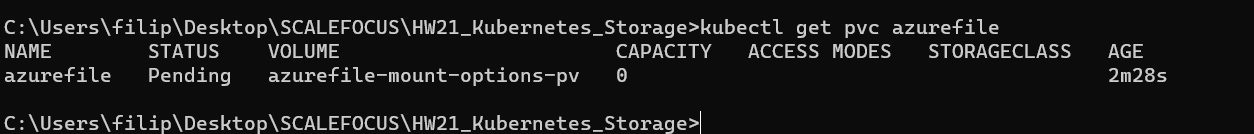 C:\Users\filip\Desktop\SCALEFOCUS\HW21_Kubernetes_Storage>kubectl get pvc azurefile
NAME        STATUS    VOLUME                       CAPACITY   ACCESS MODES   STORAGECLASS   AGE
azurefile   Pending   azurefile-mount-options-pv   0                                        2m28s
C:\Users\filip\Desktop\SCALEFOCUS\HW21_Kubernetes_Storage>